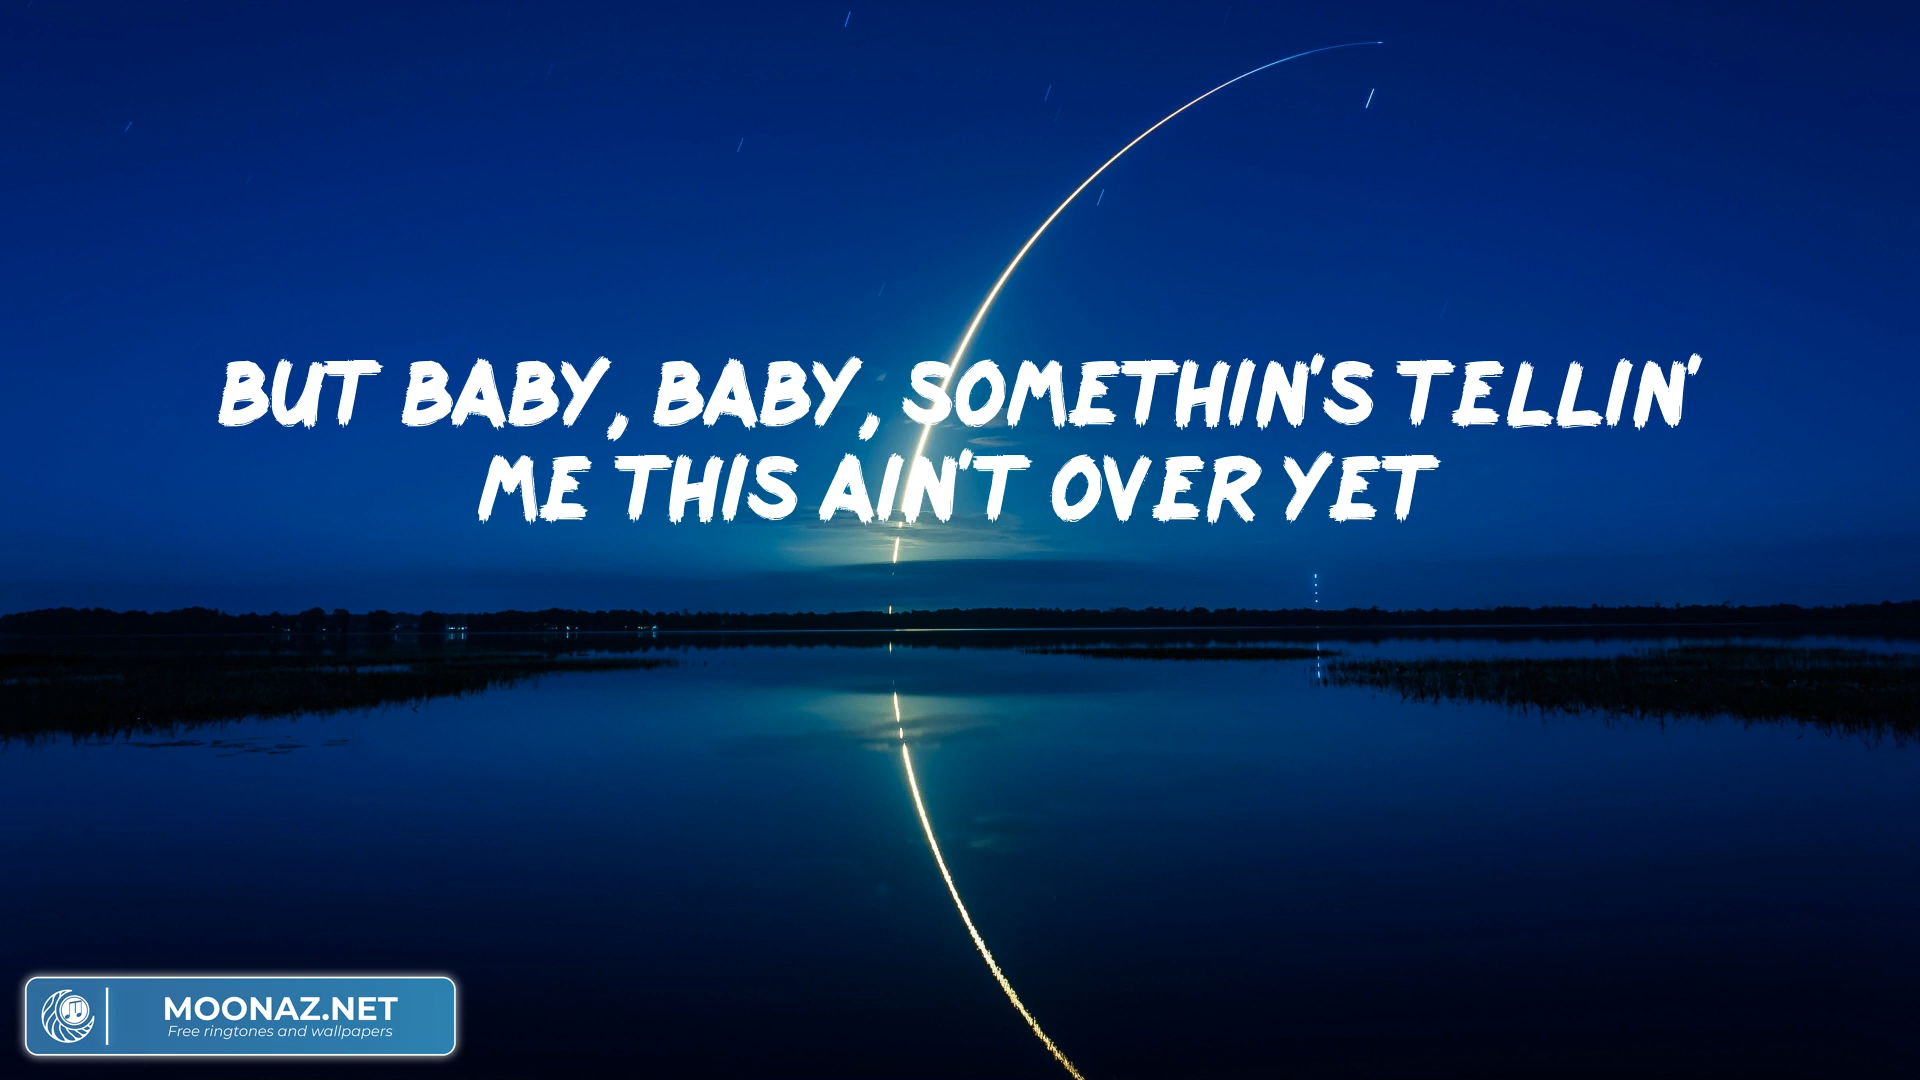 BUT BABY, BABY, SOMETHIN'S TELLIN'
ME THIS AIN'T OVER YET
MOONAZ.NET
Free ringtones and wallpapers